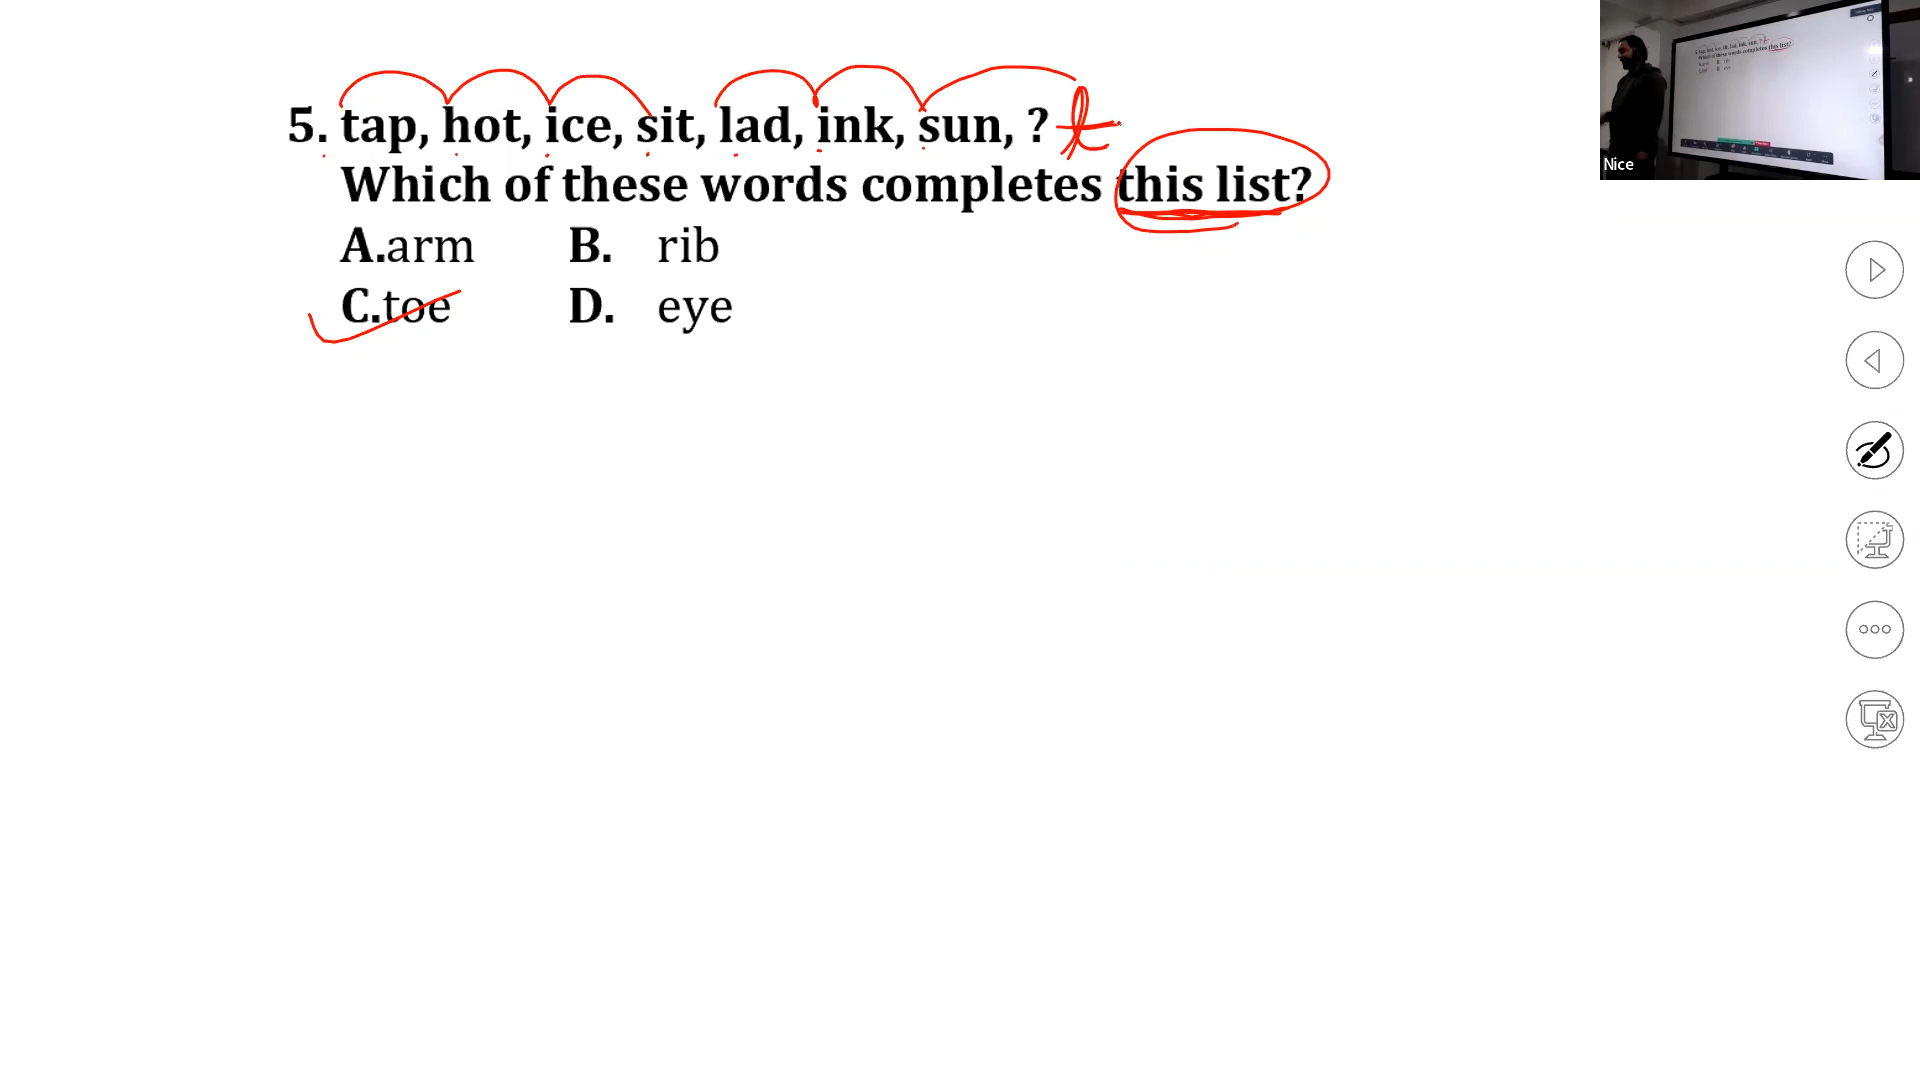 5. tap, hot, ice, sit, lad, ink, sun, ? t
Which of these words completes this list?
A.arm B. rib
C.toe D. eye
Nice